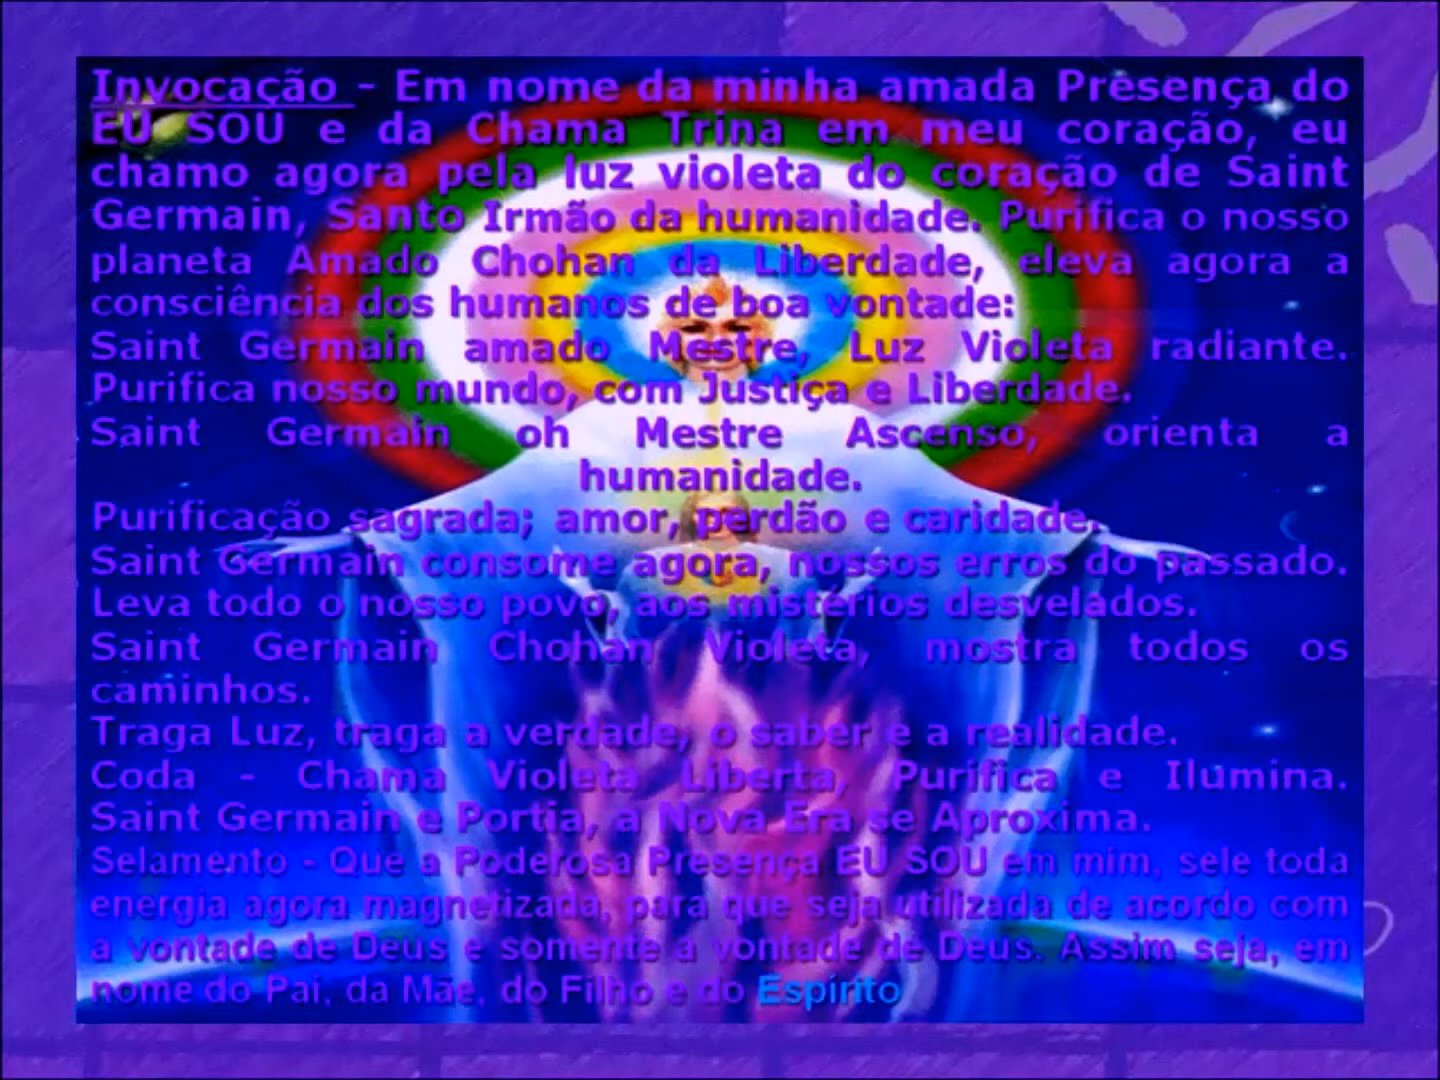 Invocação - Em nome da minha amada Presença do
EU SOU e da Chama Trina em meu coração, eu
chamo agora pela luz violeta do coração de Saint
Germain, Santo Irmão da humanidade. Purifica o nosso
planeta Amado Chohan da Liberdade, eleva agora a
consciência dos humanos de boa vontade:
Saint Germain amado Mestre, Luz Violeta radiante.
Purifica nosso mundo, com Justiça e Liberdade.
Saint Germain oh Mestre Ascenso, orienta a
humanidade.
Purificação sagrada; amor, perdão e caridade.
Saint Germain consome agora, nossos erros do passado.
Leva todo o nosso povo, aos mistérios desvelados.
Saint Germain Chohan Violeta, mostra todos os
caminhos.
Traga Luz, traga a verdade, o saber e a realidade.
Coda - Chama Violeta Liberta, Purifica e Ilumina.
Saint Germain e Portia, a Nova Era se Aproxima.
Selamento - Que a Poderosa Presença EU SOU em mim, sele toda
energia agora magnetizada, para que seja utilizada de acordo com
a vontade de Deus e somente a vontade de Deus. Assim seja, em
nome do Pai, da Mãe, do Filho e do Espírito